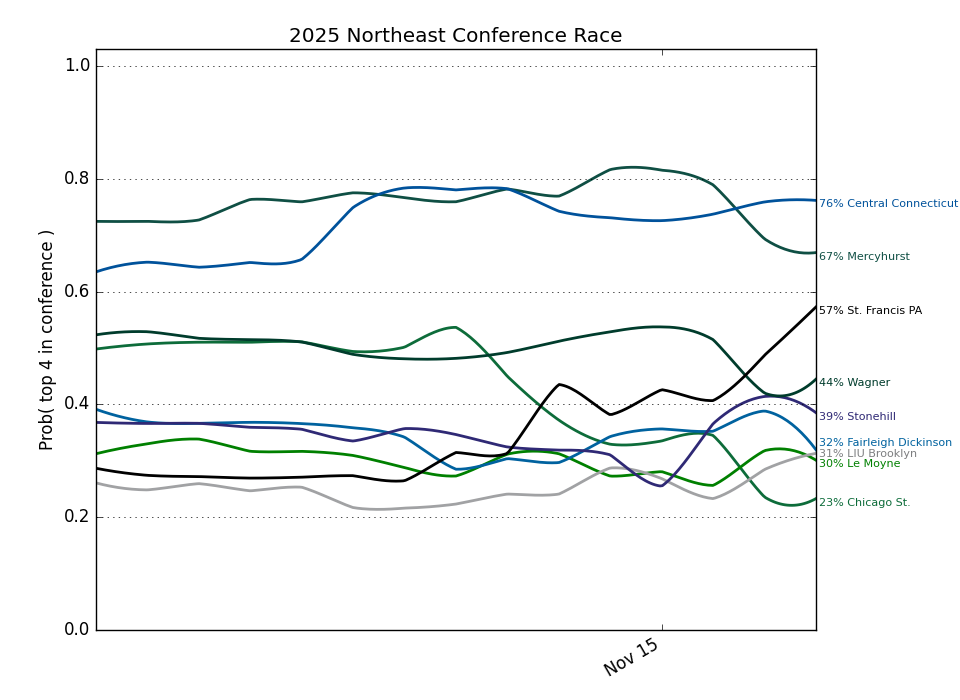 2025 Northeast Conference Race
Prob( top 4 in conference )
1.0
0.8
0.6
0.4
0.2
0.0
Nov 15
76% Central Connecticut
67% Mercyhurst
57% St. Francis PA
44% Wagner
39% Stonehill
32% Fairleigh Dickinson
31% LIU Brooklyn
30% Le Moyne
23% Chicago St.